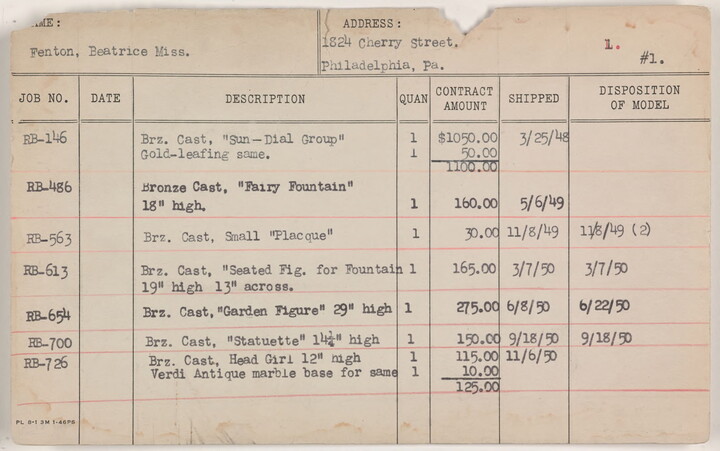 ME:
ADDRESS:
Fenton, Beatrice Miss.
1824 Cherry Street.
Philadelphia, Pa.
1.
#1.
JOB NO. DATE DESCRIPTION QUAN CONTRACT AMOUNT SHIPPED DISPOSITION OF MODEL
RB-146 Brz. Cast, "Sun-Dial Group" 1 $1050.00 3/25/48
Gold-leafing same. 1 50.00
1100.00
RB-486 Bronze Cast, "Fairy Fountain"
18" high. 1 160.00 5/6/49
RB-563 Brz. Cast, Small "Placque" 1 30.00 11/8/49 11/8/49 (2)
RB-613 Brz. Cast, "Seated Fig. for Fountain 1 165.00 3/7/50 3/7/50
19" high 13" across.
RB-654 Brz. Cast, "Garden Figure" 29" high 1 275.00 6/8/50 6/22/50
RB-700 Brz. Cast, "Statuette" 14¼" high 1 150.00 9/18/50 9/18/50
RB-726 Brz. Cast, Head Girl 12" high 1 115.00 11/6/50
Verdi Antique marble base for same 1 10.00
125.00
PL 8-1 3M 1-46PB